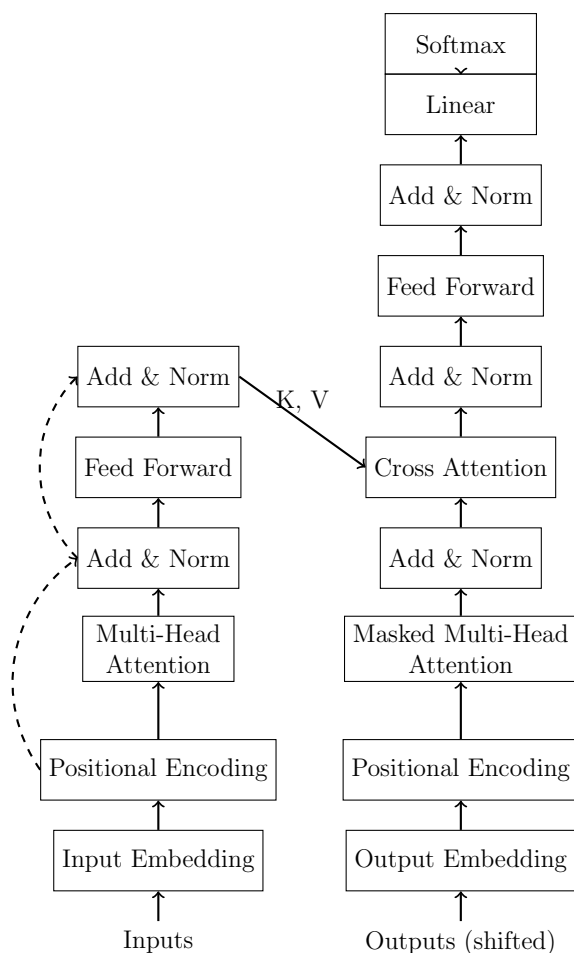 Softmax
Linear
Add & Norm
Feed Forward
Add & Norm
Cross Attention
Add & Norm
Masked Multi-Head
Attention
Positional Encoding
Output Embedding
Outputs (shifted)
K, V
Add & Norm
Feed Forward
Add & Norm
Multi-Head
Attention
Positional Encoding
Input Embedding
Inputs